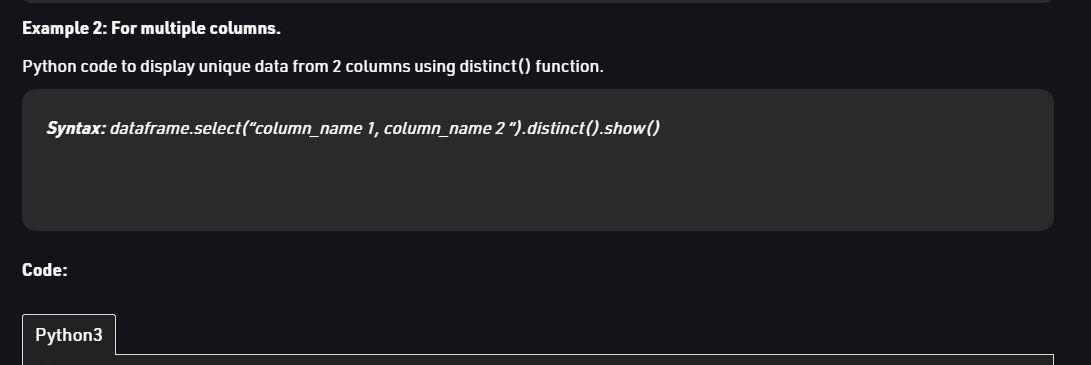 Example 2: For multiple columns.
Python code to display unique data from 2 columns using distinct() function.
Syntax: dataframe.select(“column_name 1, column_name 2 “).distinct().show()
Code:
Python3